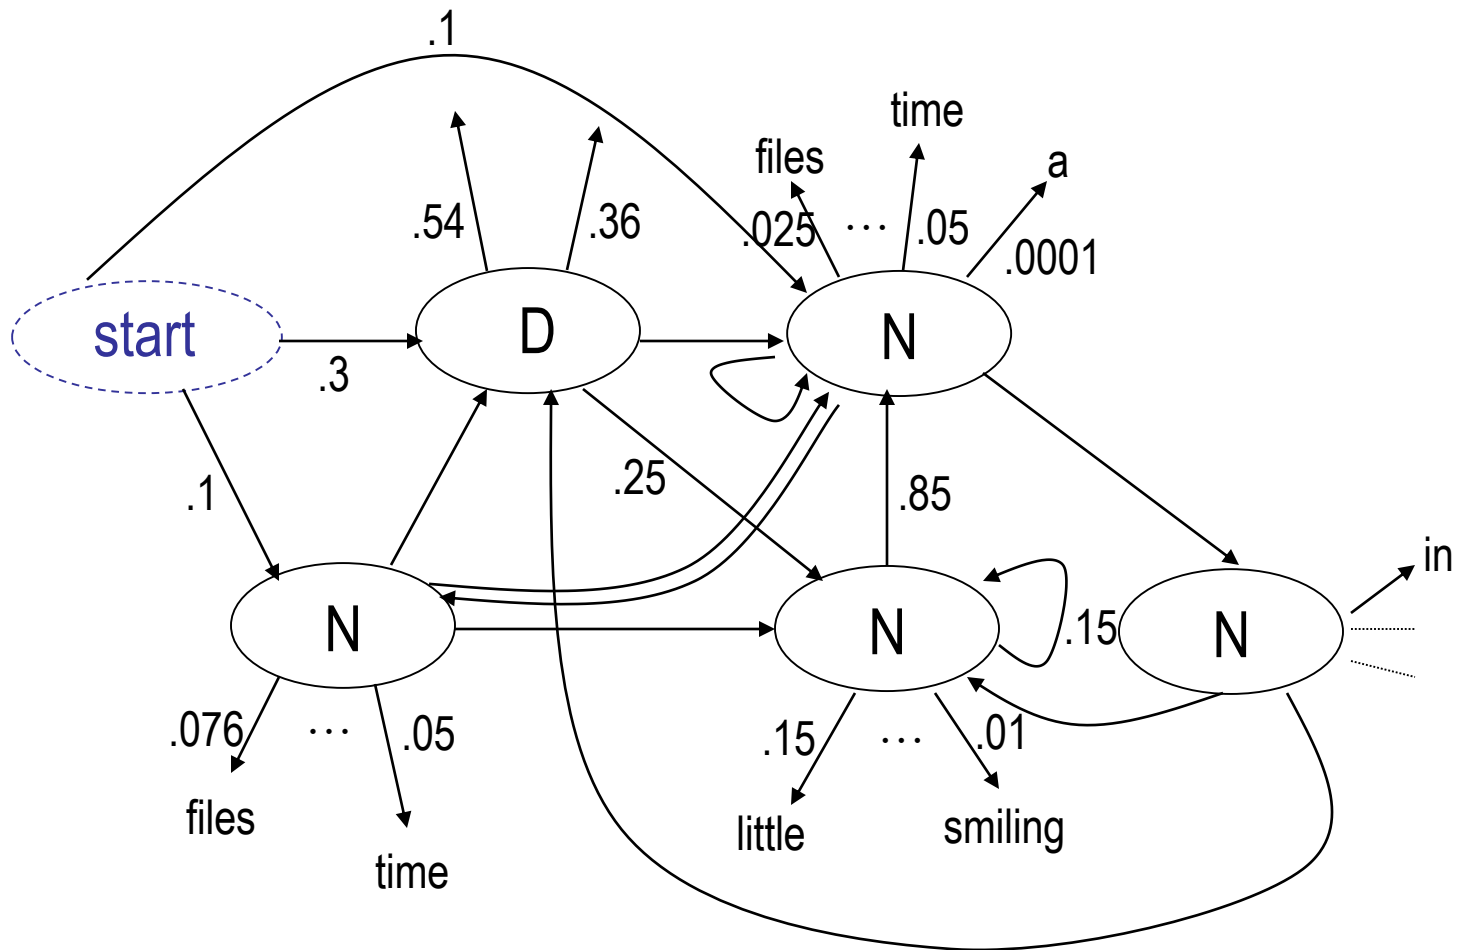 .1
time
files
a
.54
.36
.025
...
.05
.0001
start
D
N
.3
.25
.85
.1
in
N
N
N
.15
.076
...
.05
.15
...
.01
files
little
smiling
time